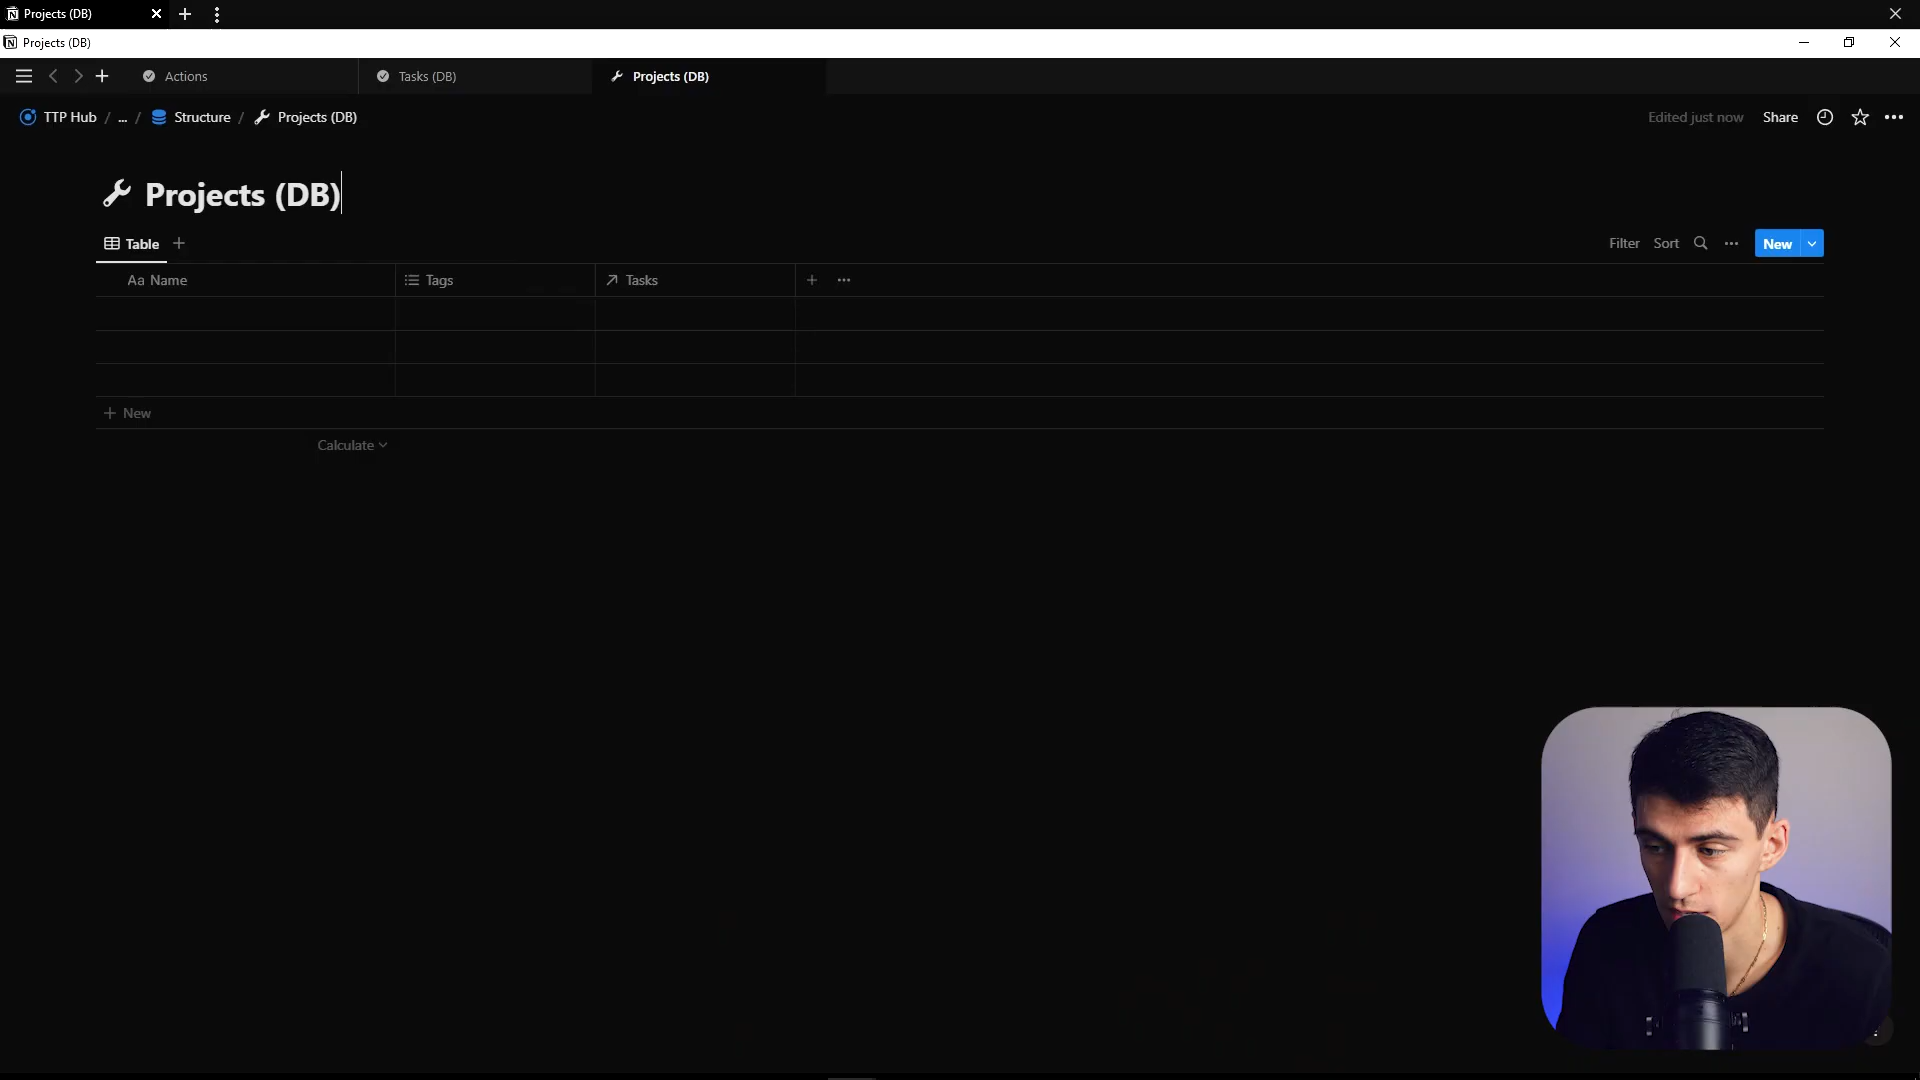 Projects (DB)
Projects (DB)
Actions
Tasks (DB)
Projects (DB)
TTP Hub / ... / Structure / Projects (DB)
Edited just now
Share
Projects (DB)
Table
Filter
Sort
New
Aa Name
Tags
Tasks
New
Calculate